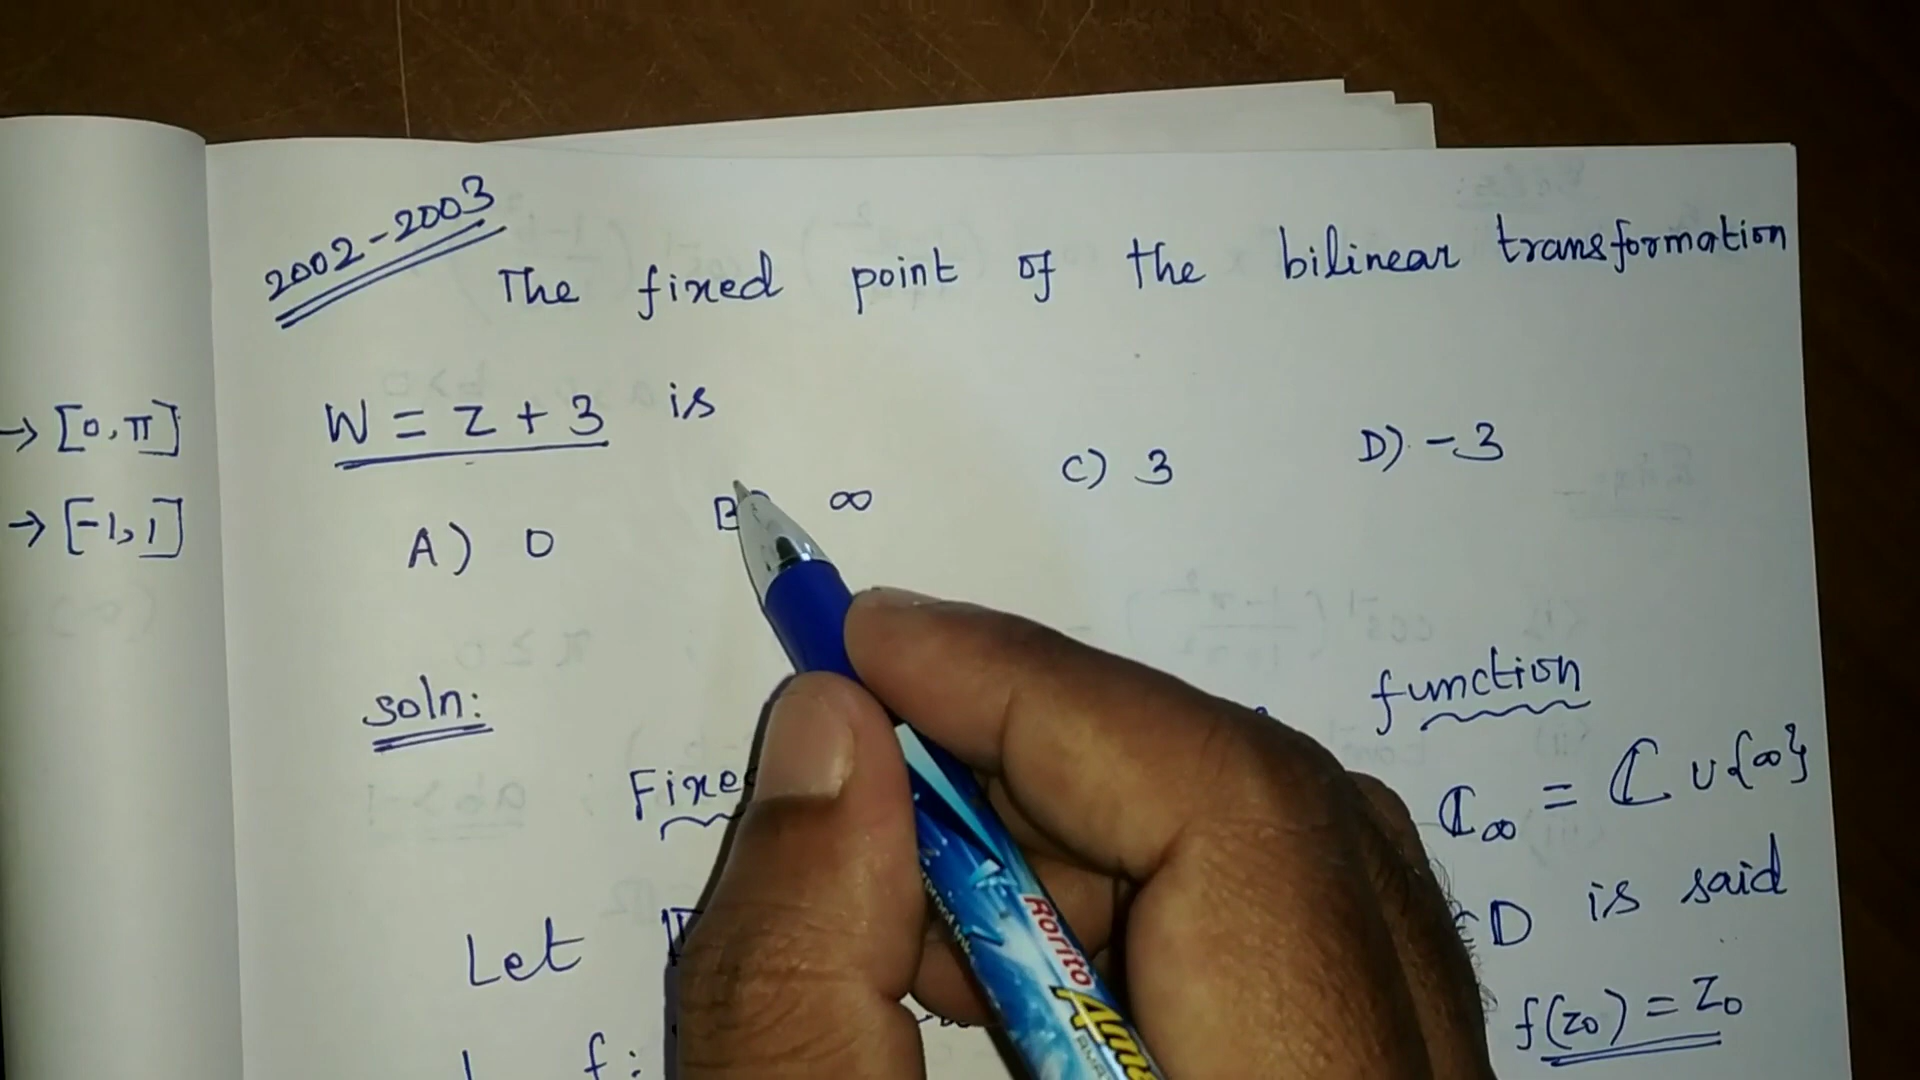 2002-2003
The fixed point of the bilinear transformation
W = z + 3 is
A) 0 B) ∞ C) 3 D) -3
→ [0, π]
→ [-1, 1]
soln:
function
C∞ = C ∪ {∞}
Let D is said
f: f(z₀) = z₀
Rorito